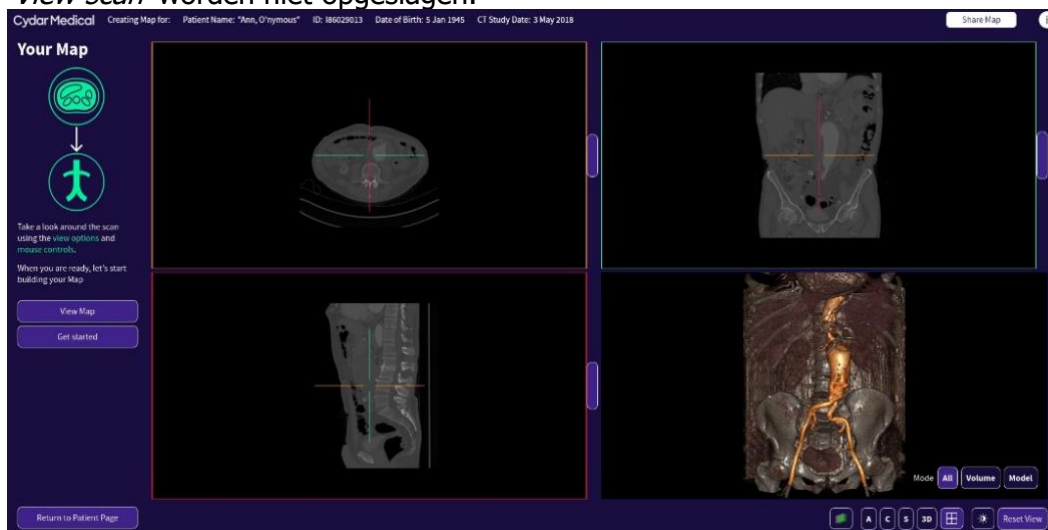 View scan worden niet opgeslagen.
Cydar Medical Creating Map for: Patient Name: "Ann, O'nymous" ID: I86029013 Date of Birth: 5 Jan 1945 CT Study Date: 3 May 2018 Share Map
Your Map
Take a look around the scan
using the view options and
mouse controls.
When you are ready, let's start
building your Map
View Map
Get started
Mode All Volume Model
Return to Patient Page A C S 3D Reset View